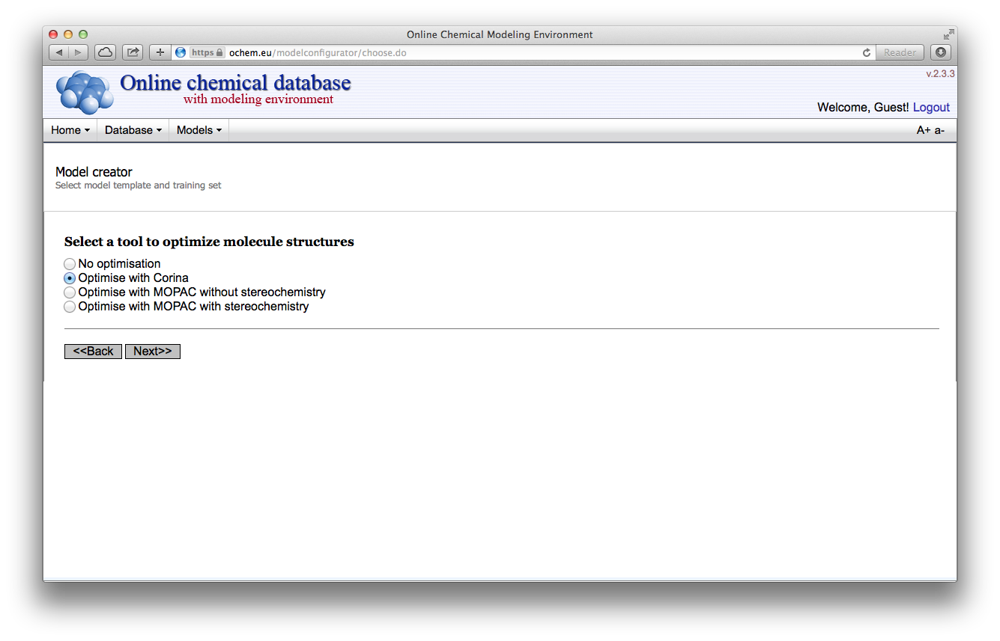 Online Chemical Modeling Environment
https ochem.eu/modelconfigurator/choose.do Reader
Online chemical database
with modeling environment
v.2.3.3
Welcome, Guest! Logout
Home Database Models A+ a-
Model creator
Select model template and training set
Select a tool to optimize molecule structures
No optimisation
Optimise with Corina
Optimise with MOPAC without stereochemistry
Optimise with MOPAC with stereochemistry
<<Back Next>>